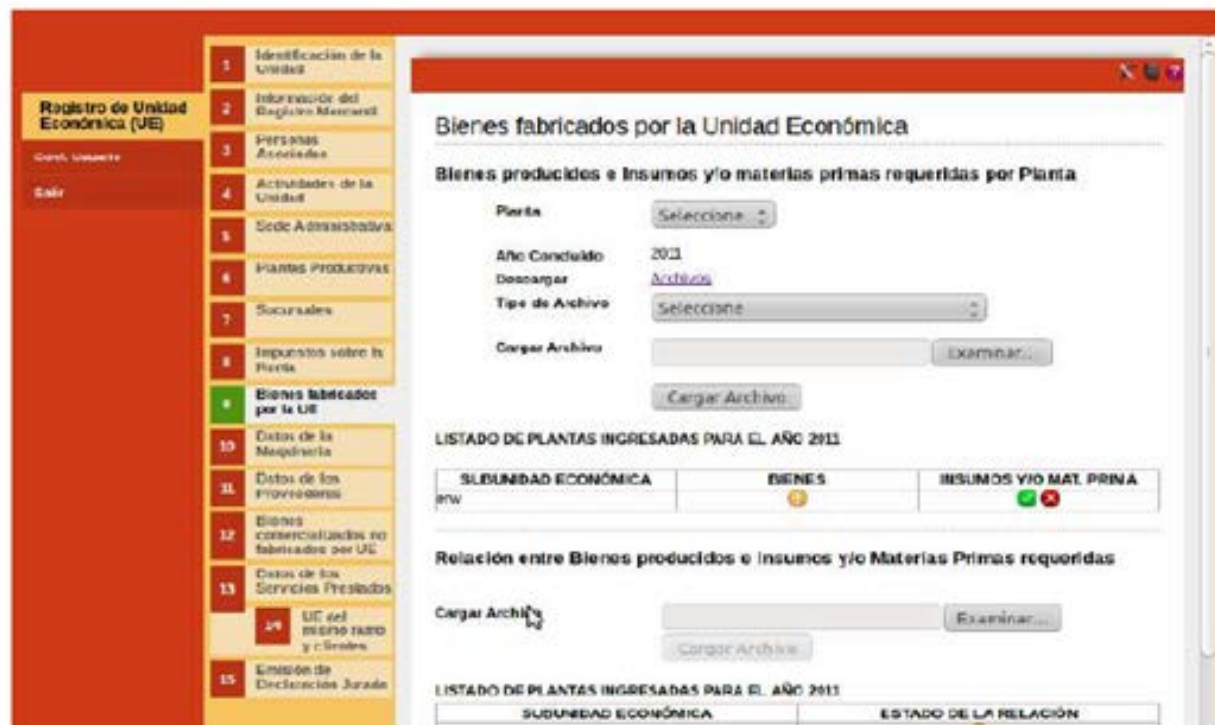 Registro de Unidad
Económica (UE)
Salir
1
Identificación de la
Unidad
2
Información del
Registro Mercantil
3
Personas
Asociadas
4
Actividades de la
Unidad
5
Sede Administrativa
6
Plantas Productivas
7
Sucursales
8
Impuestos sobre la
Planta
9
Bienes fabricados
por la UE
10
Datos de la
Maquinaria
11
Datos de los
Proveedores
12
Bienes
comercializados no
fabricados por UE
13
Datos de los
Servicios Prestados
14
UE del
mismo ramo
y clientes
15
Emisión de
Declaración Jurada
Bienes fabricados por la Unidad Económica
Bienes producidos e Insumos y/o materias primas requeridas por Planta
Planta
Seleccione
Año Concluido
2011
Descargar
Archivos
Tipo de Archivo
Seleccione
Cargar Archivo
Examinar...
Cargar Archivo
LISTADO DE PLANTAS INGRESADAS PARA EL AÑO 2011
SUBUNIDAD ECONÓMICA BIENES INSUMOS Y/O MAT. PRIMA
erw
Relación entre Bienes producidos e Insumos y/o Materias Primas requeridas
Cargar Archivo
Examinar...
Cargar Archivo
LISTADO DE PLANTAS INGRESADAS PARA EL AÑO 2011
SUBUNIDAD ECONÓMICA ESTADO DE LA RELACIÓN